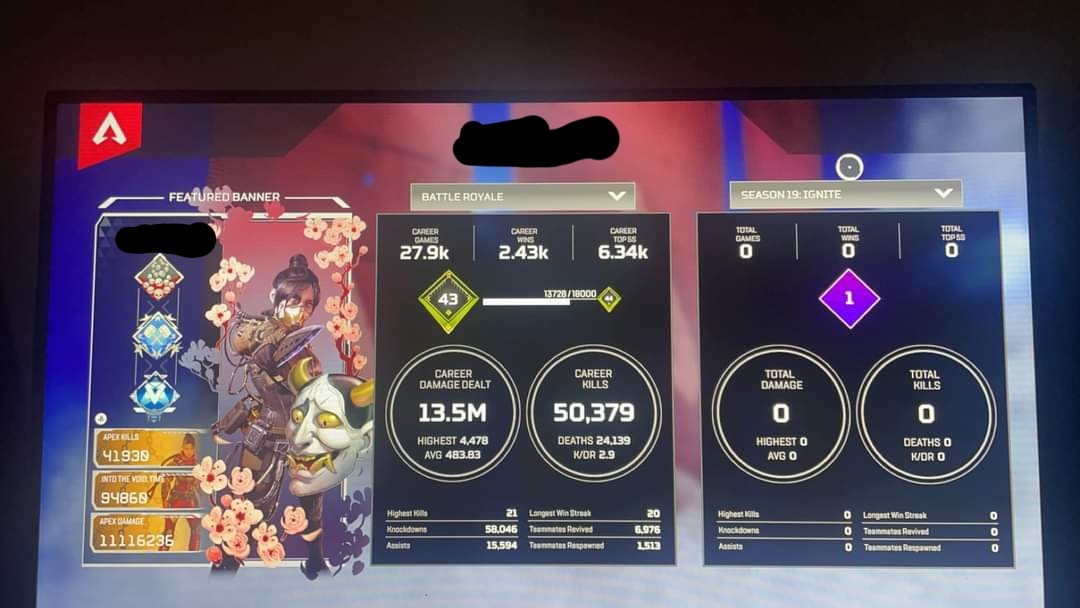 FEATURED BANNER
APEX KILLS
41930
INTO THE VOID: TIME
94860
APEX DAMAGE
11116236
BATTLE ROYALE
CAREER GAMES
27.9k
CAREER WINS
2.43k
CAREER TOP 5S
6.34k
43
13728/18000
44
CAREER
DAMAGE DEALT
13.5M
HIGHEST 4,478
AVG 483.83
CAREER
KILLS
50,379
DEATHS 24,139
K/DR 2.9
Highest Kills 21
Knockdowns 58,046
Assists 15,594
Longest Win Streak 20
Teammates Revived 6,976
Teammates Respawned 1,513
SEASON 19: IGNITE
TOTAL GAMES
0
TOTAL WINS
0
TOTAL TOP 5S
0
1
TOTAL
DAMAGE
0
HIGHEST 0
AVG 0
TOTAL
KILLS
0
DEATHS 0
K/DR 0
Highest Kills 0
Knockdowns 0
Assists 0
Longest Win Streak 0
Teammates Revived 0
Teammates Respawned 0